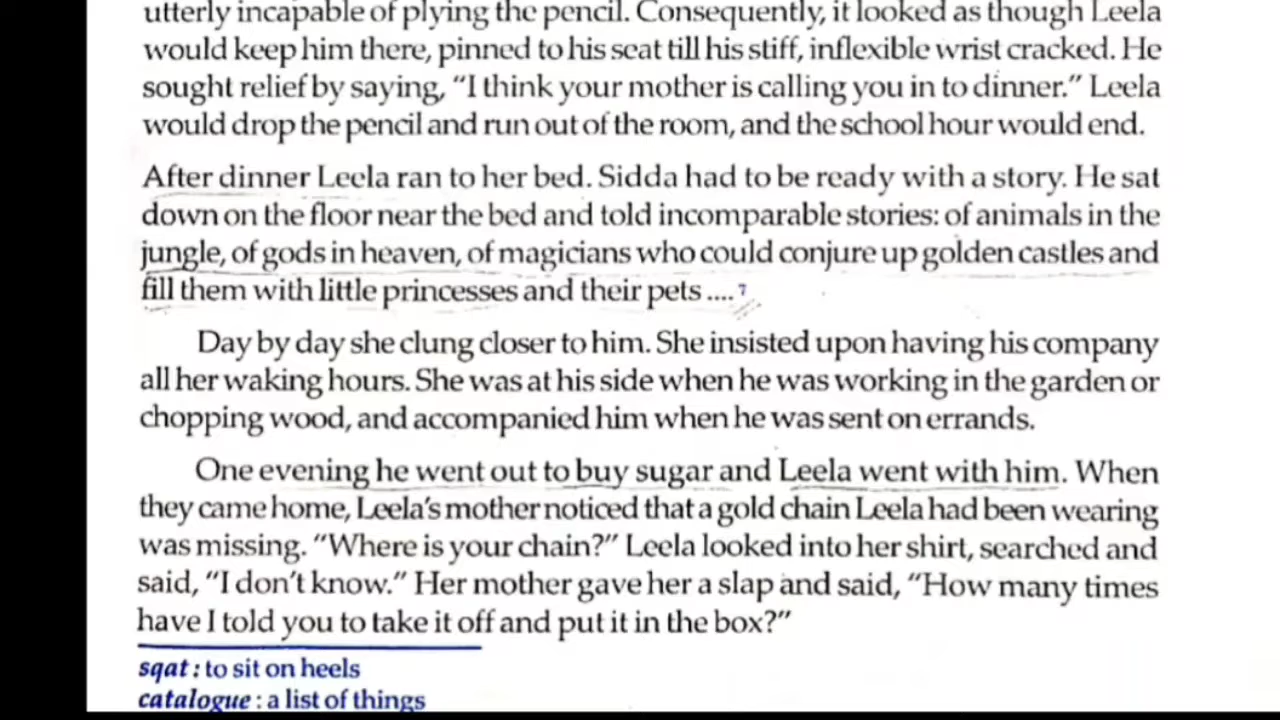 utterly incapable of plying the pencil. Consequently, it looked as though Leela
would keep him there, pinned to his seat till his stiff, inflexible wrist cracked. He
sought relief by saying, “I think your mother is calling you in to dinner.” Leela
would drop the pencil and run out of the room, and the school hour would end.
After dinner Leela ran to her bed. Sidda had to be ready with a story. He sat
down on the floor near the bed and told incomparable stories: of animals in the
jungle, of gods in heaven, of magicians who could conjure up golden castles and
fill them with little princesses and their pets ....⁷
Day by day she clung closer to him. She insisted upon having his company
all her waking hours. She was at his side when he was working in the garden or
chopping wood, and accompanied him when he was sent on errands.
One evening he went out to buy sugar and Leela went with him. When
they came home, Leela’s mother noticed that a gold chain Leela had been wearing
was missing. “Where is your chain?” Leela looked into her shirt, searched and
said, “I don’t know.” Her mother gave her a slap and said, “How many times
have I told you to take it off and put it in the box?”
sqat : to sit on heels
catalogue : a list of things